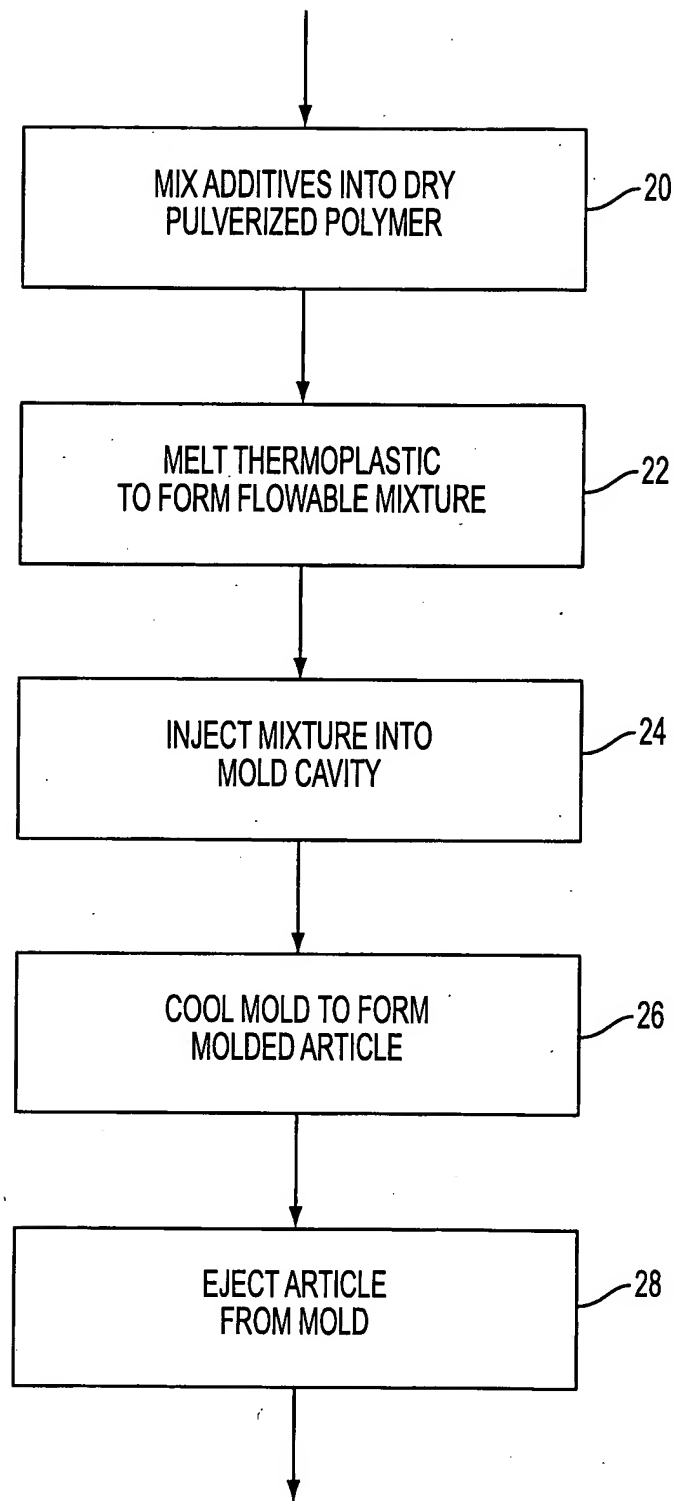 MIX ADDITIVES INTO DRY
PULVERIZED POLYMER
20
MELT THERMOPLASTIC
TO FORM FLOWABLE MIXTURE
22
INJECT MIXTURE INTO
MOLD CAVITY
24
COOL MOLD TO FORM
MOLDED ARTICLE
26
EJECT ARTICLE
FROM MOLD
28